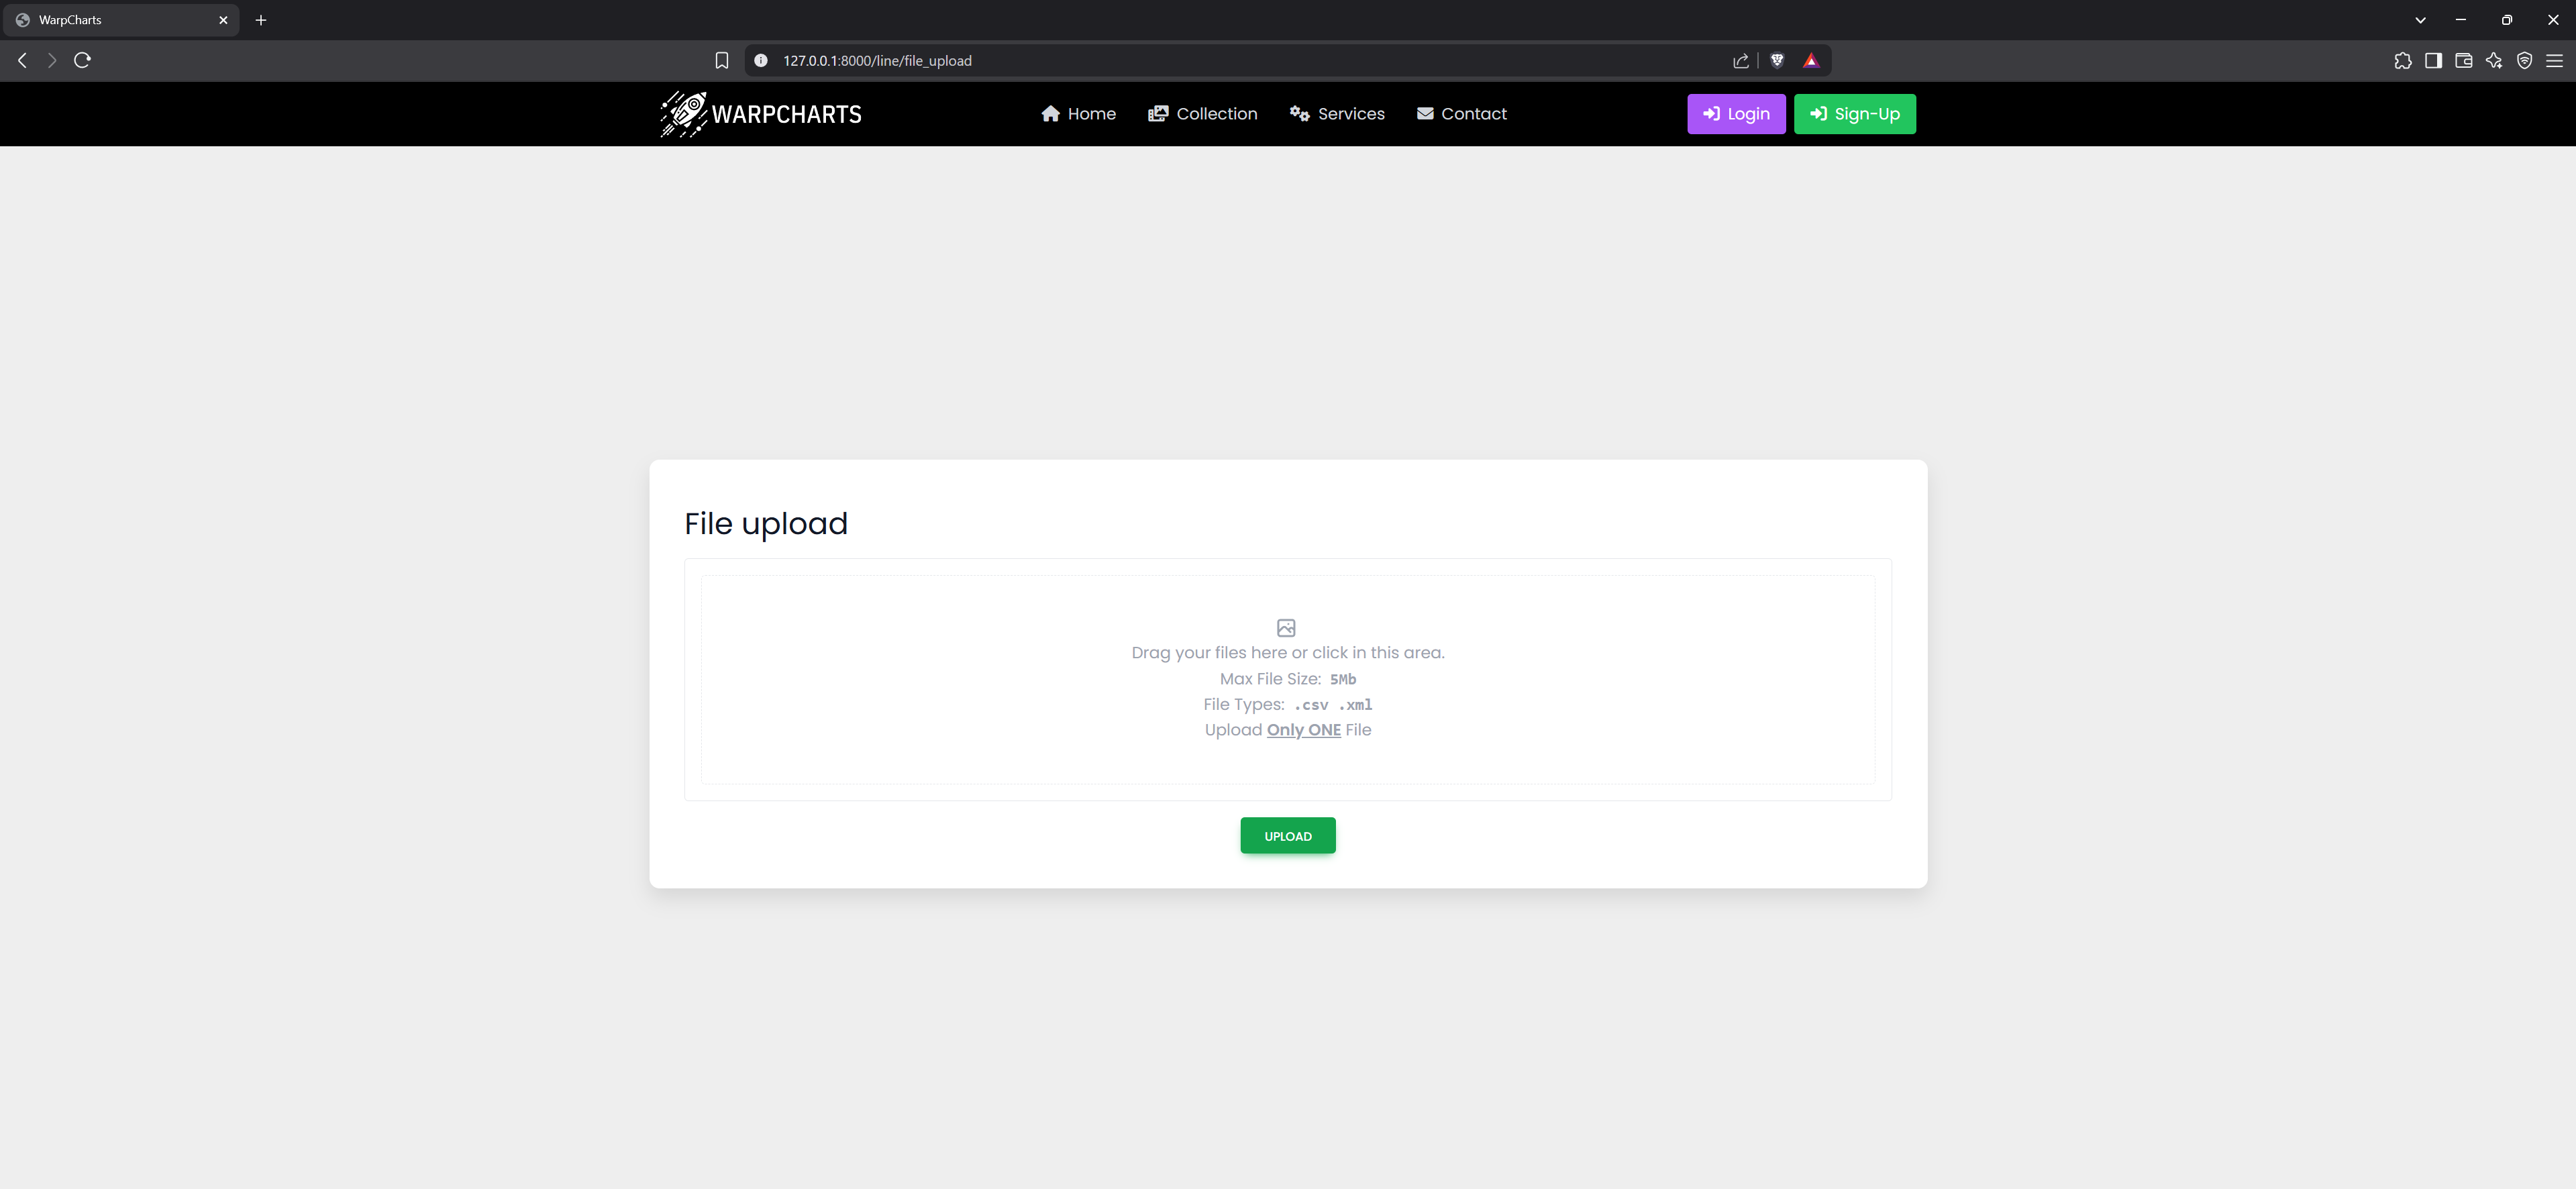 WarpCharts
127.0.0.1:8000/line/file_upload
WARPCHARTS
Home
Collection
Services
Contact
Login
Sign-Up
File upload
Drag your files here or click in this area.
Max File Size: 5Mb
File Types: .csv .xml
Upload Only ONE File
UPLOAD